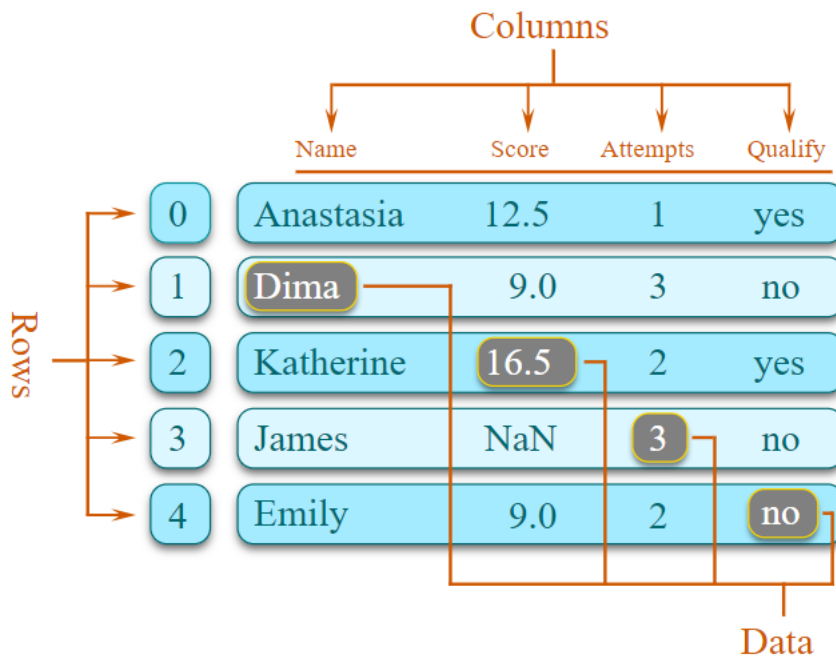 Columns
Name Score Attempts Qualify
0 Anastasia 12.5 1 yes
1 Dima 9.0 3 no
Rows
2 Katherine 16.5 2 yes
3 James NaN 3 no
4 Emily 9.0 2 no
Data